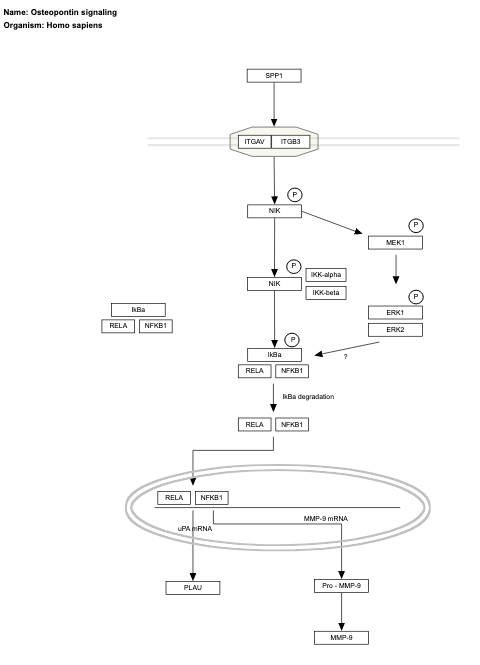 Name: Osteopontin signaling
Organism: Homo sapiens
SPP1
ITGAV ITGB3
P
NIK
P
MEK1
P
NIK
IKK-alpha
IKK-beta
P
ERK1
ERK2
IkBa
RELA NFKB1
P
IkBa
RELA NFKB1
?
IkBa degradation
RELA NFKB1
RELA NFKB1
MMP-9 mRNA
uPA mRNA
PLAU
Pro - MMP-9
MMP-9